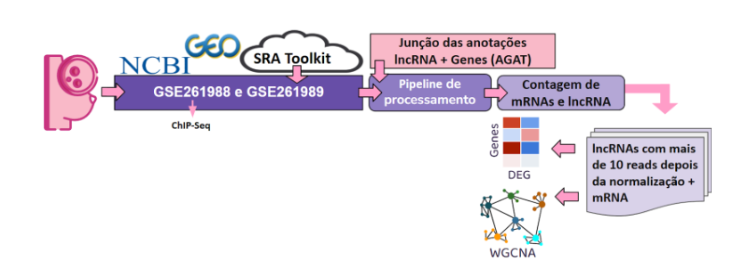 NCBI
GEO
SRA Toolkit
Junção das anotações
lncRNA + Genes (AGAT)
GSE261988 e GSE261989
Pipeline de
processamento
Contagem de
mRNAs e lncRNA
ChIP-Seq
Genes
DEG
lncRNAs com mais
de 10 reads depois
da normalização +
mRNA
WGCNA